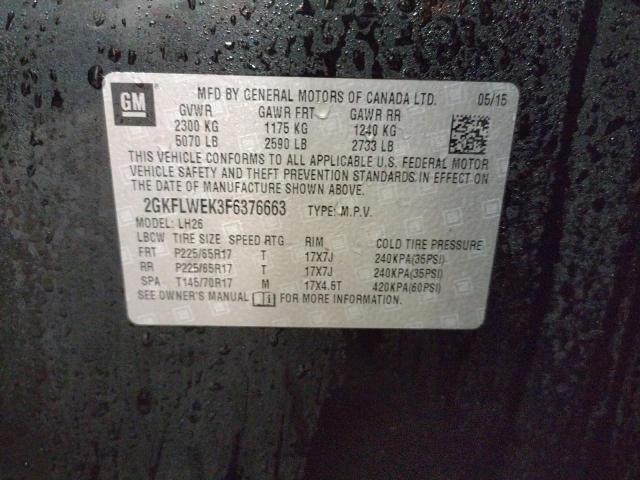 GM
MFD BY GENERAL MOTORS OF CANADA LTD. 05/15
GVWR GAWR FRT GAWR RR
2300 KG 1175 KG 1240 KG
5070 LB 2590 LB 2733 LB
THIS VEHICLE CONFORMS TO ALL APPLICABLE U.S. FEDERAL MOTOR
VEHICLE SAFETY AND THEFT PREVENTION STANDARDS IN EFFECT ON
THE DATE OF MANUFACTURE SHOWN ABOVE.
2GKFLWEK3F6376663 TYPE: M.P.V.
MODEL: LH26
LBCW TIRE SIZE SPEED RTG RIM COLD TIRE PRESSURE
FRT P225/65R17 T 17X7J 240KPA(35PSI)
RR P225/65R17 T 17X7J 240KPA(35PSI)
SPA T145/70R17 M 17X4.5T 420KPA(60PSI)
SEE OWNER'S MANUAL FOR MORE INFORMATION.